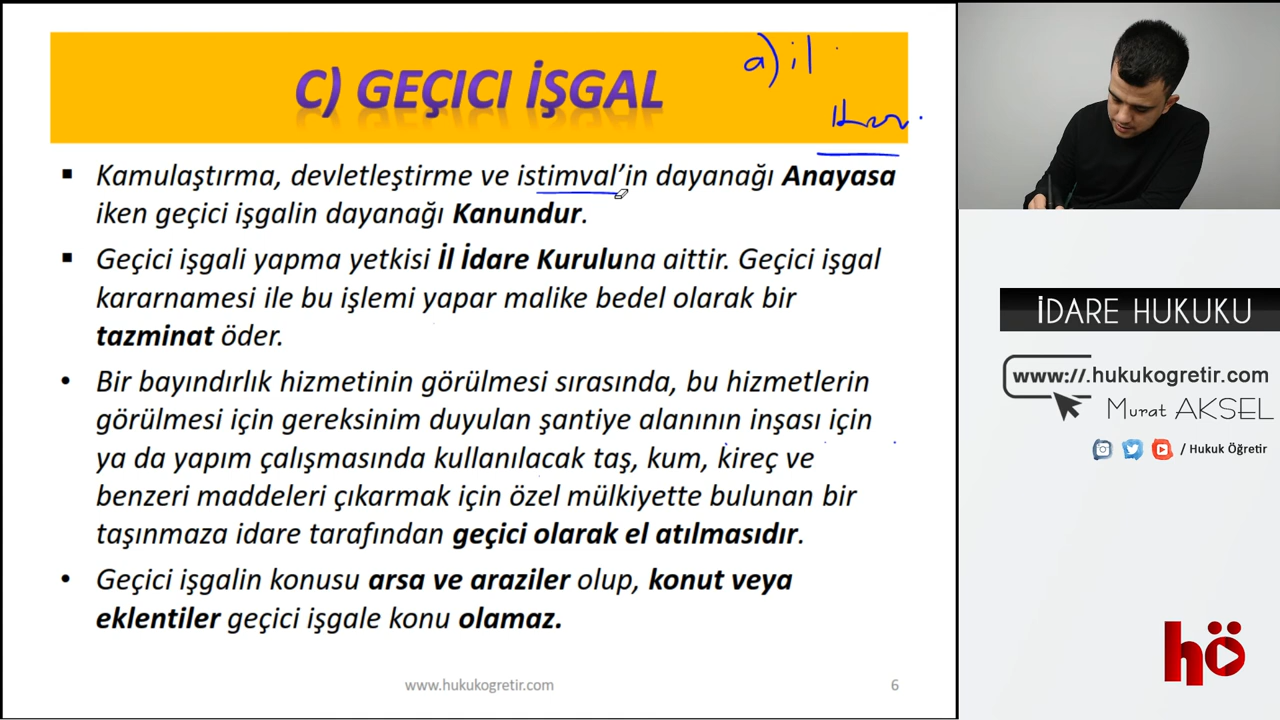 C) GEÇICI İŞGAL
a) il
▪ Kamulaştırma, devletleştirme ve istimval’in dayanağı Anayasa
iken geçici işgalin dayanağı Kanundur.
▪ Geçici işgali yapma yetkisi İl İdare Kuruluna aittir. Geçici işgal
kararnamesi ile bu işlemi yapar malike bedel olarak bir
tazminat öder.
• Bir bayındırlık hizmetinin görülmesi sırasında, bu hizmetlerin
görülmesi için gereksinim duyulan şantiye alanının inşası için
ya da yapım çalışmasında kullanılacak taş, kum, kireç ve
benzeri maddeleri çıkarmak için özel mülkiyette bulunan bir
taşınmaza idare tarafından geçici olarak el atılmasıdır.
• Geçici işgalin konusu arsa ve araziler olup, konut veya
eklentiler geçici işgale konu olamaz.
www.hukukogretir.com
6
İDARE HUKUKU
www://.hukukogretir.com
Murat AKSEL
/ Hukuk Öğretir
hö